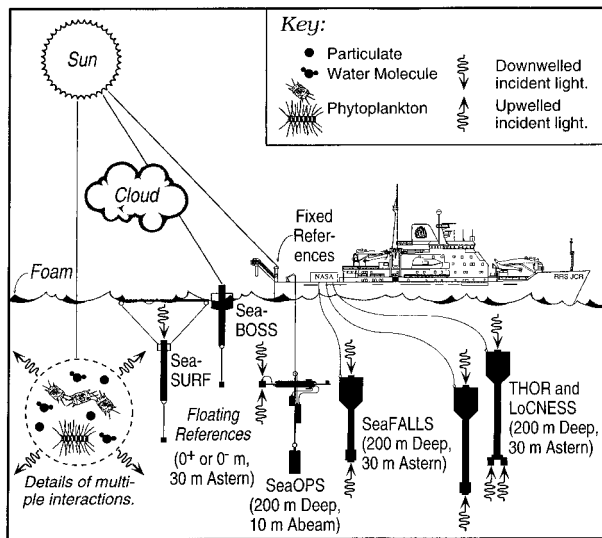 Key:
Particulate
Water Molecule
Phytoplankton
Downwelled
incident light.
Upwelled
incident light.
Sun
Cloud
Fixed
Refer-
ences
NASA
RRS JCR
Foam
Sea-
BOSS
Sea-
SURF
Floating
References
(0⁺ or 0⁻ m,
30 m Astern)
SeaOPS
(200 m Deep,
10 m Abeam)
SeaFALLS
(200 m Deep,
30 m Astern)
THOR and
LoCNESS
(200 m Deep,
30 m Astern)
Details of multi-
ple interactions.